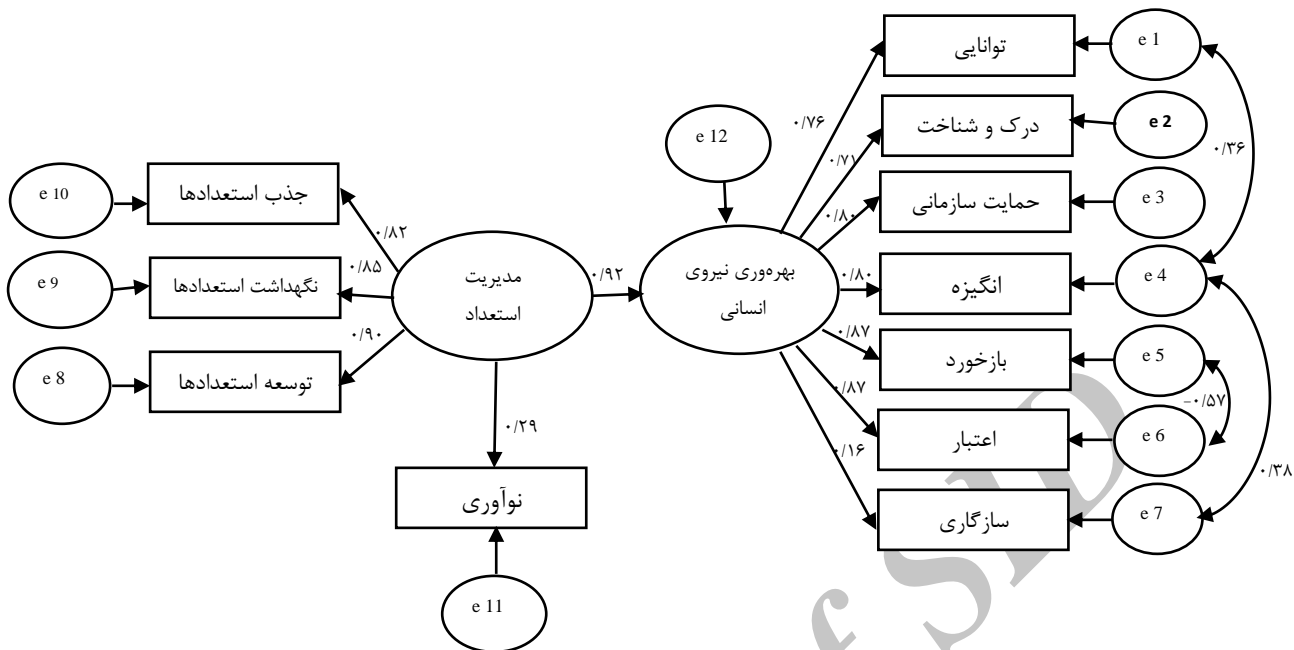 توانایی
e 1
۰/۷۶
درک و شناخت
e 2
۰/۷۱
۰/۳۶
e 12
حمایت سازمانی
e 3
۰/۸۰
e 10
جذب استعدادها
۰/۸۲
مدیریت
استعداد
۰/۹۲
بهره‌وری نیروی
انسانی
۰/۸۰
انگیزه
e 4
e 9
نگهداشت استعدادها
۰/۸۵
۰/۸۷
بازخورد
e 5
e 8
توسعه استعدادها
۰/۹۰
-۰/۵۷
۰/۸۷
اعتبار
e 6
۰/۲۹
۰/۱۶
۰/۳۸
نوآوری
سازگاری
e 7
e 11
f SID